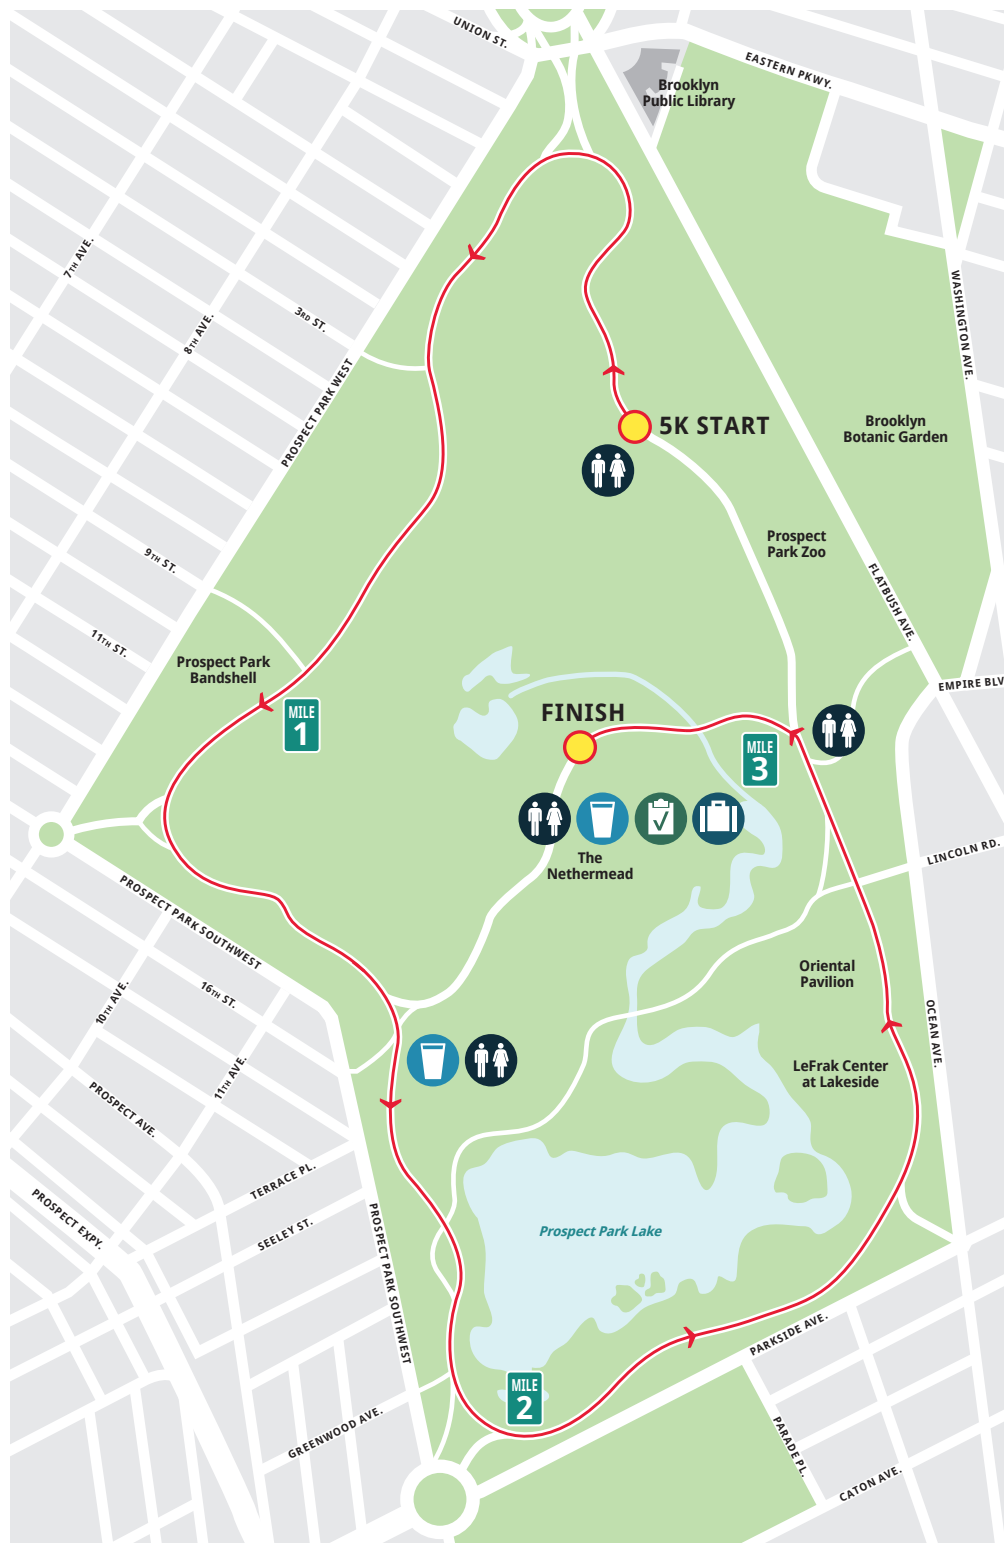 UNION ST.
EASTERN PKWY.
Brooklyn
Public Library
7TH AVE.
8TH AVE.
3RD ST.
WASHINGTON AVE.
PROSPECT PARK WEST
5K START
Brooklyn
Botanic Garden
9TH ST.
Prospect
Park Zoo
FLATBUSH AVE.
11TH ST.
Prospect Park
Bandshell
EMPIRE BLV
MILE
1
FINISH
MILE
3
The
Nethermead
LINCOLN RD.
PROSPECT PARK SOUTHWEST
Oriental
Pavilion
10TH AVE.
16TH ST.
OCEAN AVE.
11TH AVE.
LeFrak Center
at Lakeside
PROSPECT AVE.
TERRACE PL.
PROSPECT EXPY.
SEELEY ST.
PROSPECT PARK SOUTHWEST
Prospect Park Lake
PARKSIDE AVE.
MILE
2
GREENWOOD AVE.
PARADE PL.
CATON AVE.